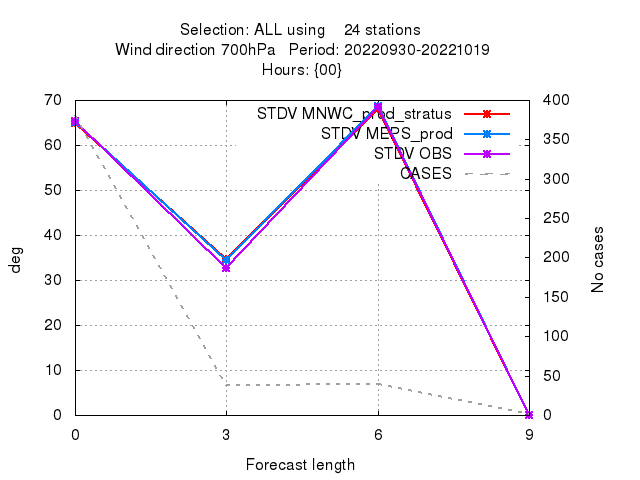 Selection: ALL using    24 stations
Wind direction 700hPa   Period: 20220930-20221019
Hours: {00}
STDV MNWC_prod_stratus
STDV MEPS_prod
STDV OBS
CASES
70
60
50
40
30
20
10
0
deg
400
350
300
250
200
150
100
50
0
No cases
0 3 6 9
Forecast length